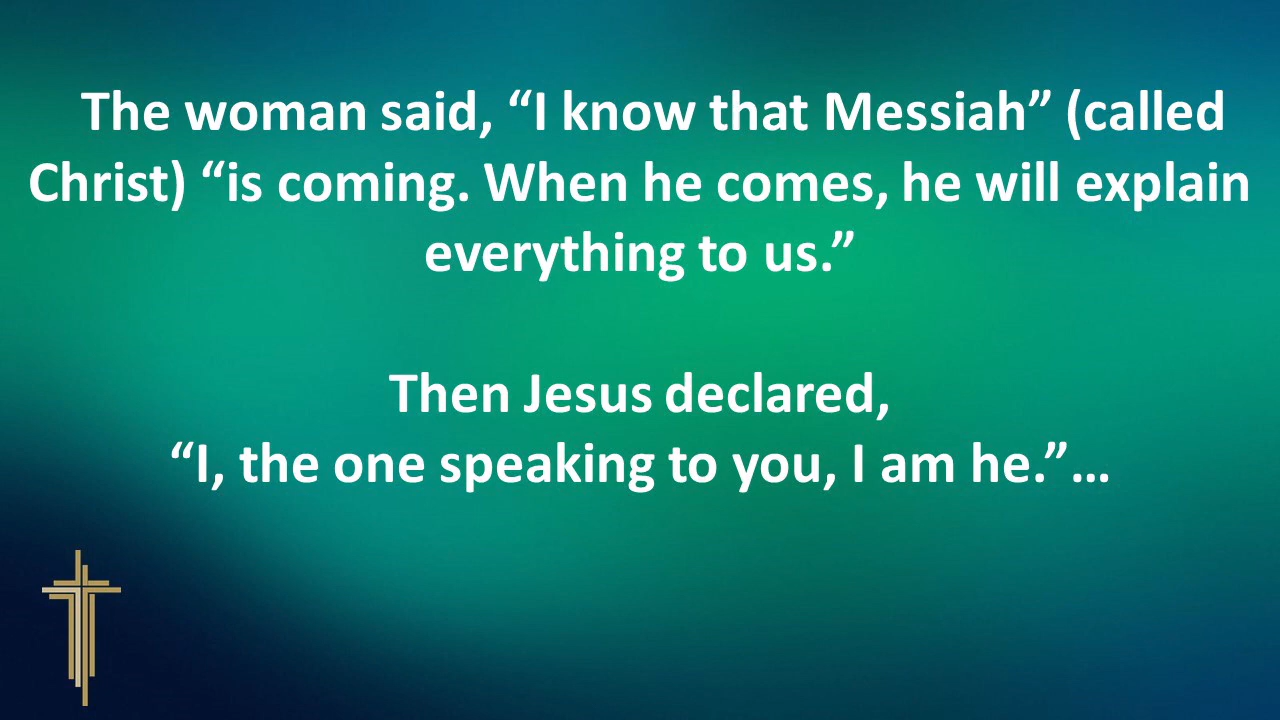 The woman said, “I know that Messiah” (called
Christ) “is coming. When he comes, he will explain
everything to us.”
Then Jesus declared,
“I, the one speaking to you, I am he.”…